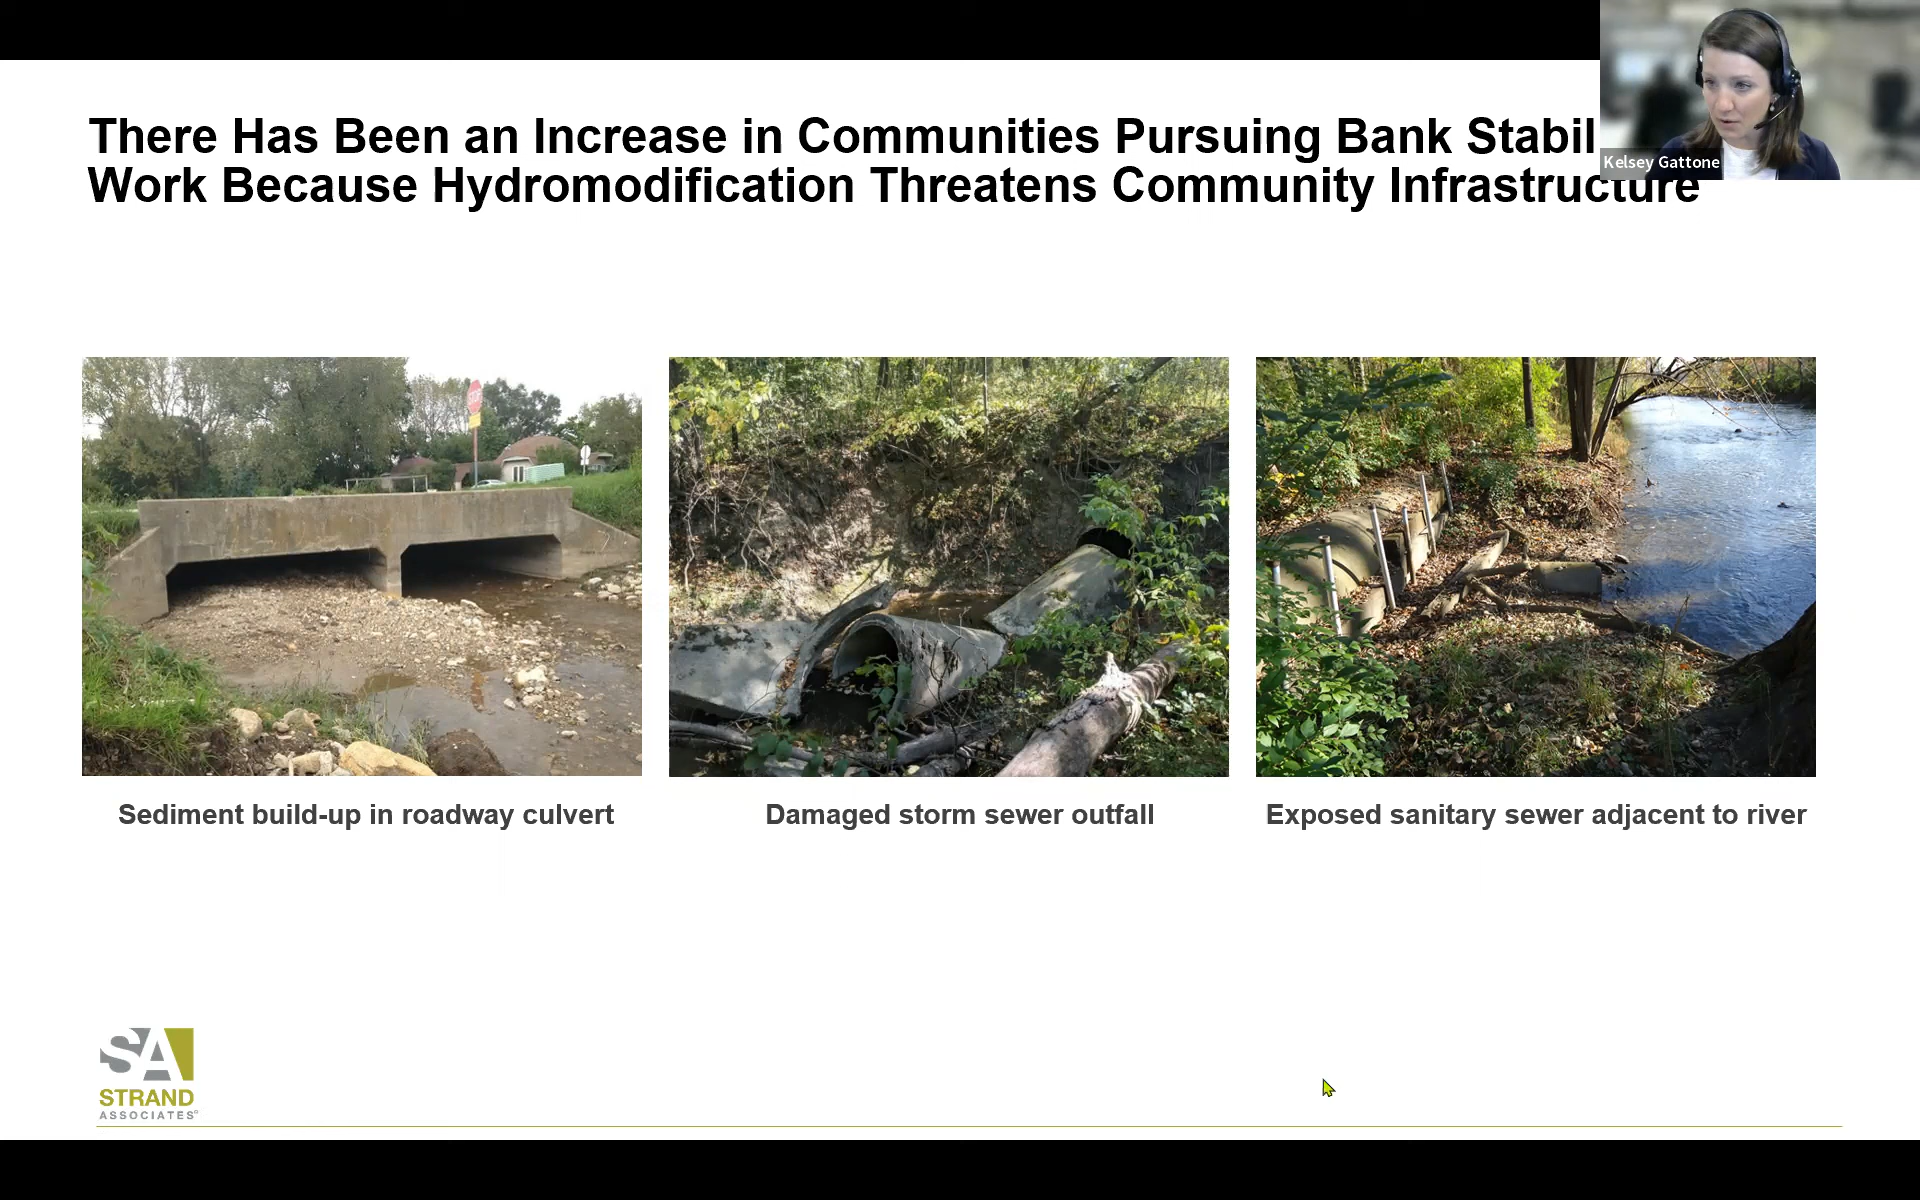 There Has Been an Increase in Communities Pursuing Bank Stabil
Work Because Hydromodification Threatens Community Infrastructure
Kelsey Gattone
STOP
Sediment build-up in roadway culvert
Damaged storm sewer outfall
Exposed sanitary sewer adjacent to river
SA
STRAND
ASSOCIATES®